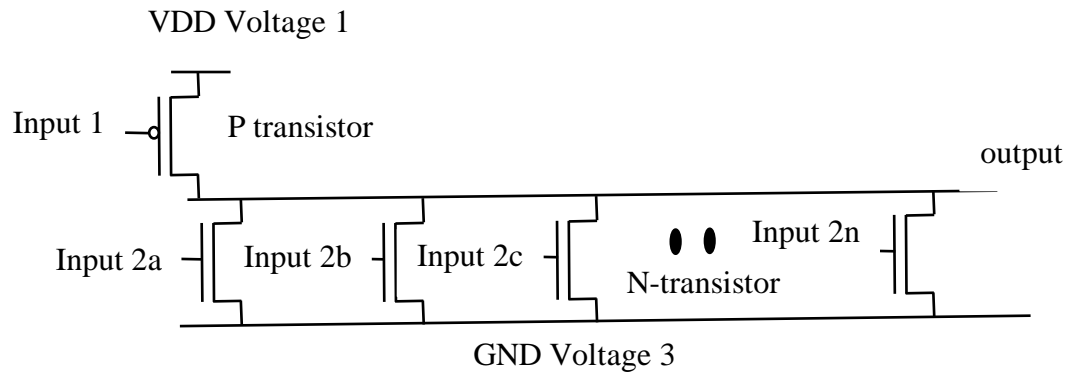 VDD Voltage 1
Input 1
P transistor
output
Input 2a
Input 2b
Input 2c
Input 2n
N-transistor
GND Voltage 3